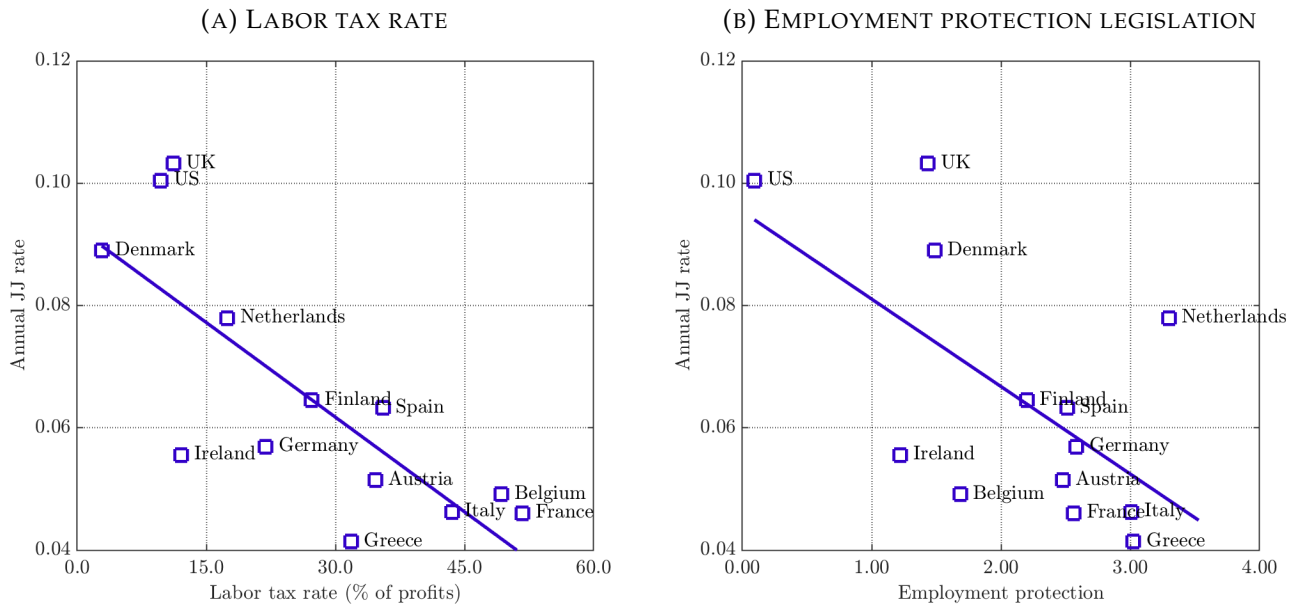 (A) LABOR TAX RATE
0.12
0.10
0.08
0.06
0.04
Annual JJ rate
UK
US
Denmark
Netherlands
Finland
Spain
Ireland
Germany
Austria
Belgium
Italy
France
Greece
0.0 15.0 30.0 45.0 60.0
Labor tax rate (% of profits)
(B) EMPLOYMENT PROTECTION LEGISLATION
0.12
0.10
0.08
0.06
0.04
Annual JJ rate
UK
US
Denmark
Netherlands
Finland
Spain
Germany
Ireland
Austria
Belgium
France
Italy
Greece
0.00 1.00 2.00 3.00 4.00
Employment protection